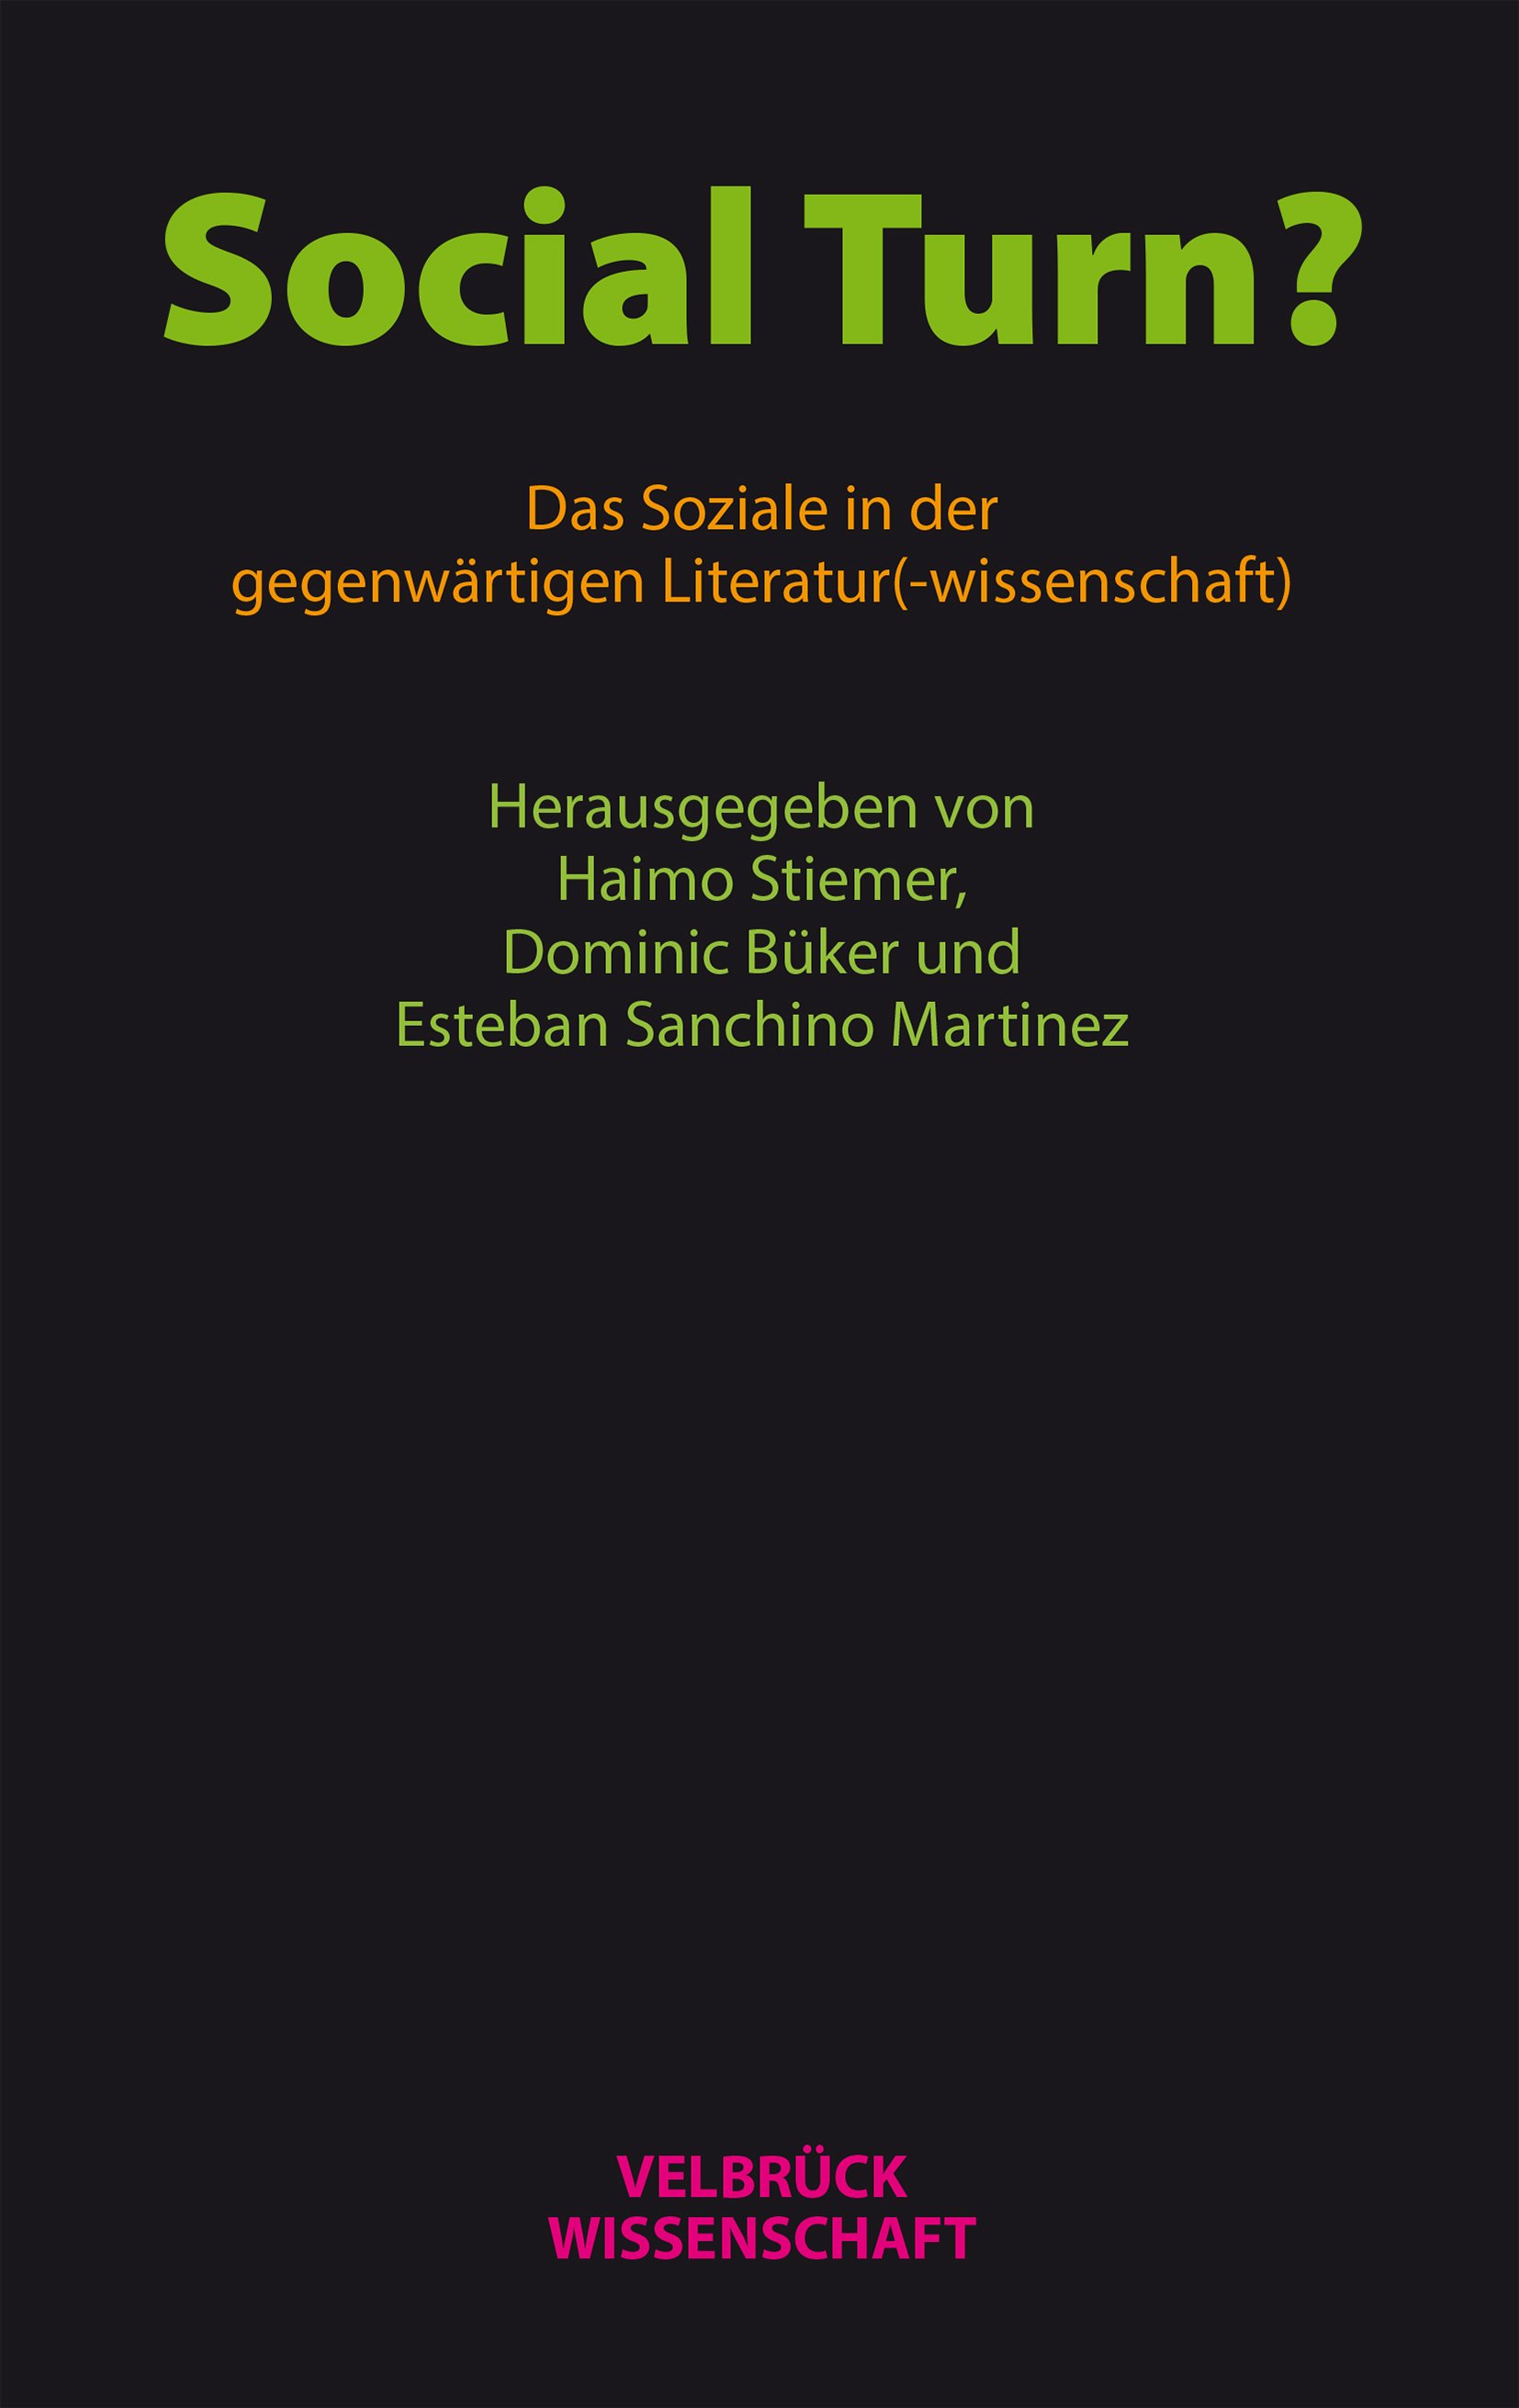 Social Turn?
Das Soziale in der
gegenwärtigen Literatur(-wissenschaft)
Herausgegeben von
Haimo Stiemer,
Dominic Büker und
Esteban Sanchino Martinez
VELBRÜCK
WISSENSCHAFT